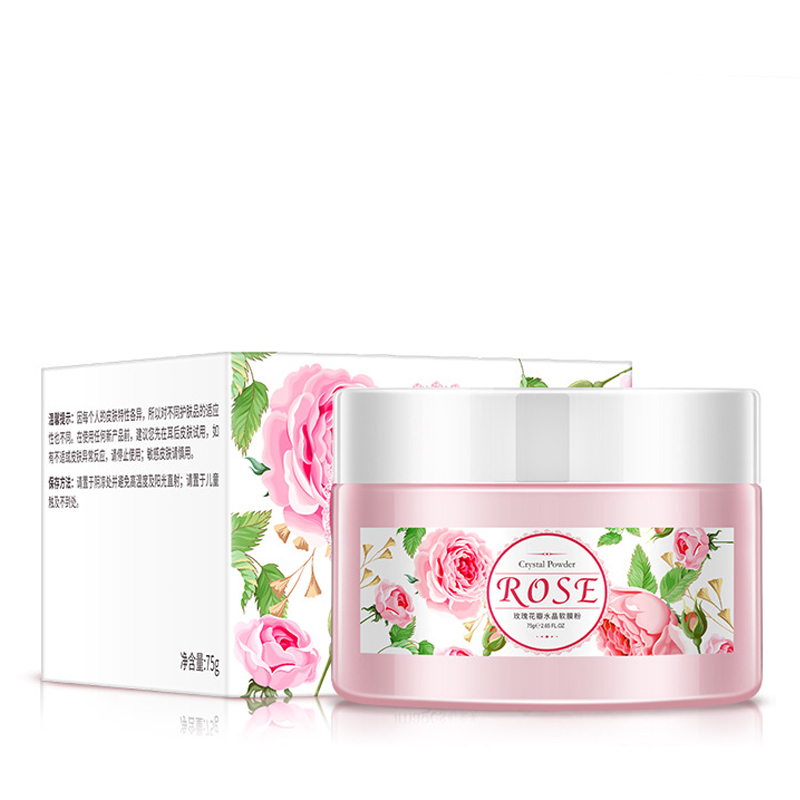 温馨提示：因每个人的皮肤特性各异，所以对不同护肤品的适应
性也不同。在使用任何新产品前，建议您先在耳后皮肤试用，如
有不适或皮肤异常反应，请停止使用；敏感皮肤请慎用。
保存方法：请置于阴凉处并避免高温度及阳光直射；请置于儿童
触及不到处。
净含量:75g
Crystal Powder
ROSE
玫瑰花瓣水晶软膜粉
75g/2.65 FL.OZ